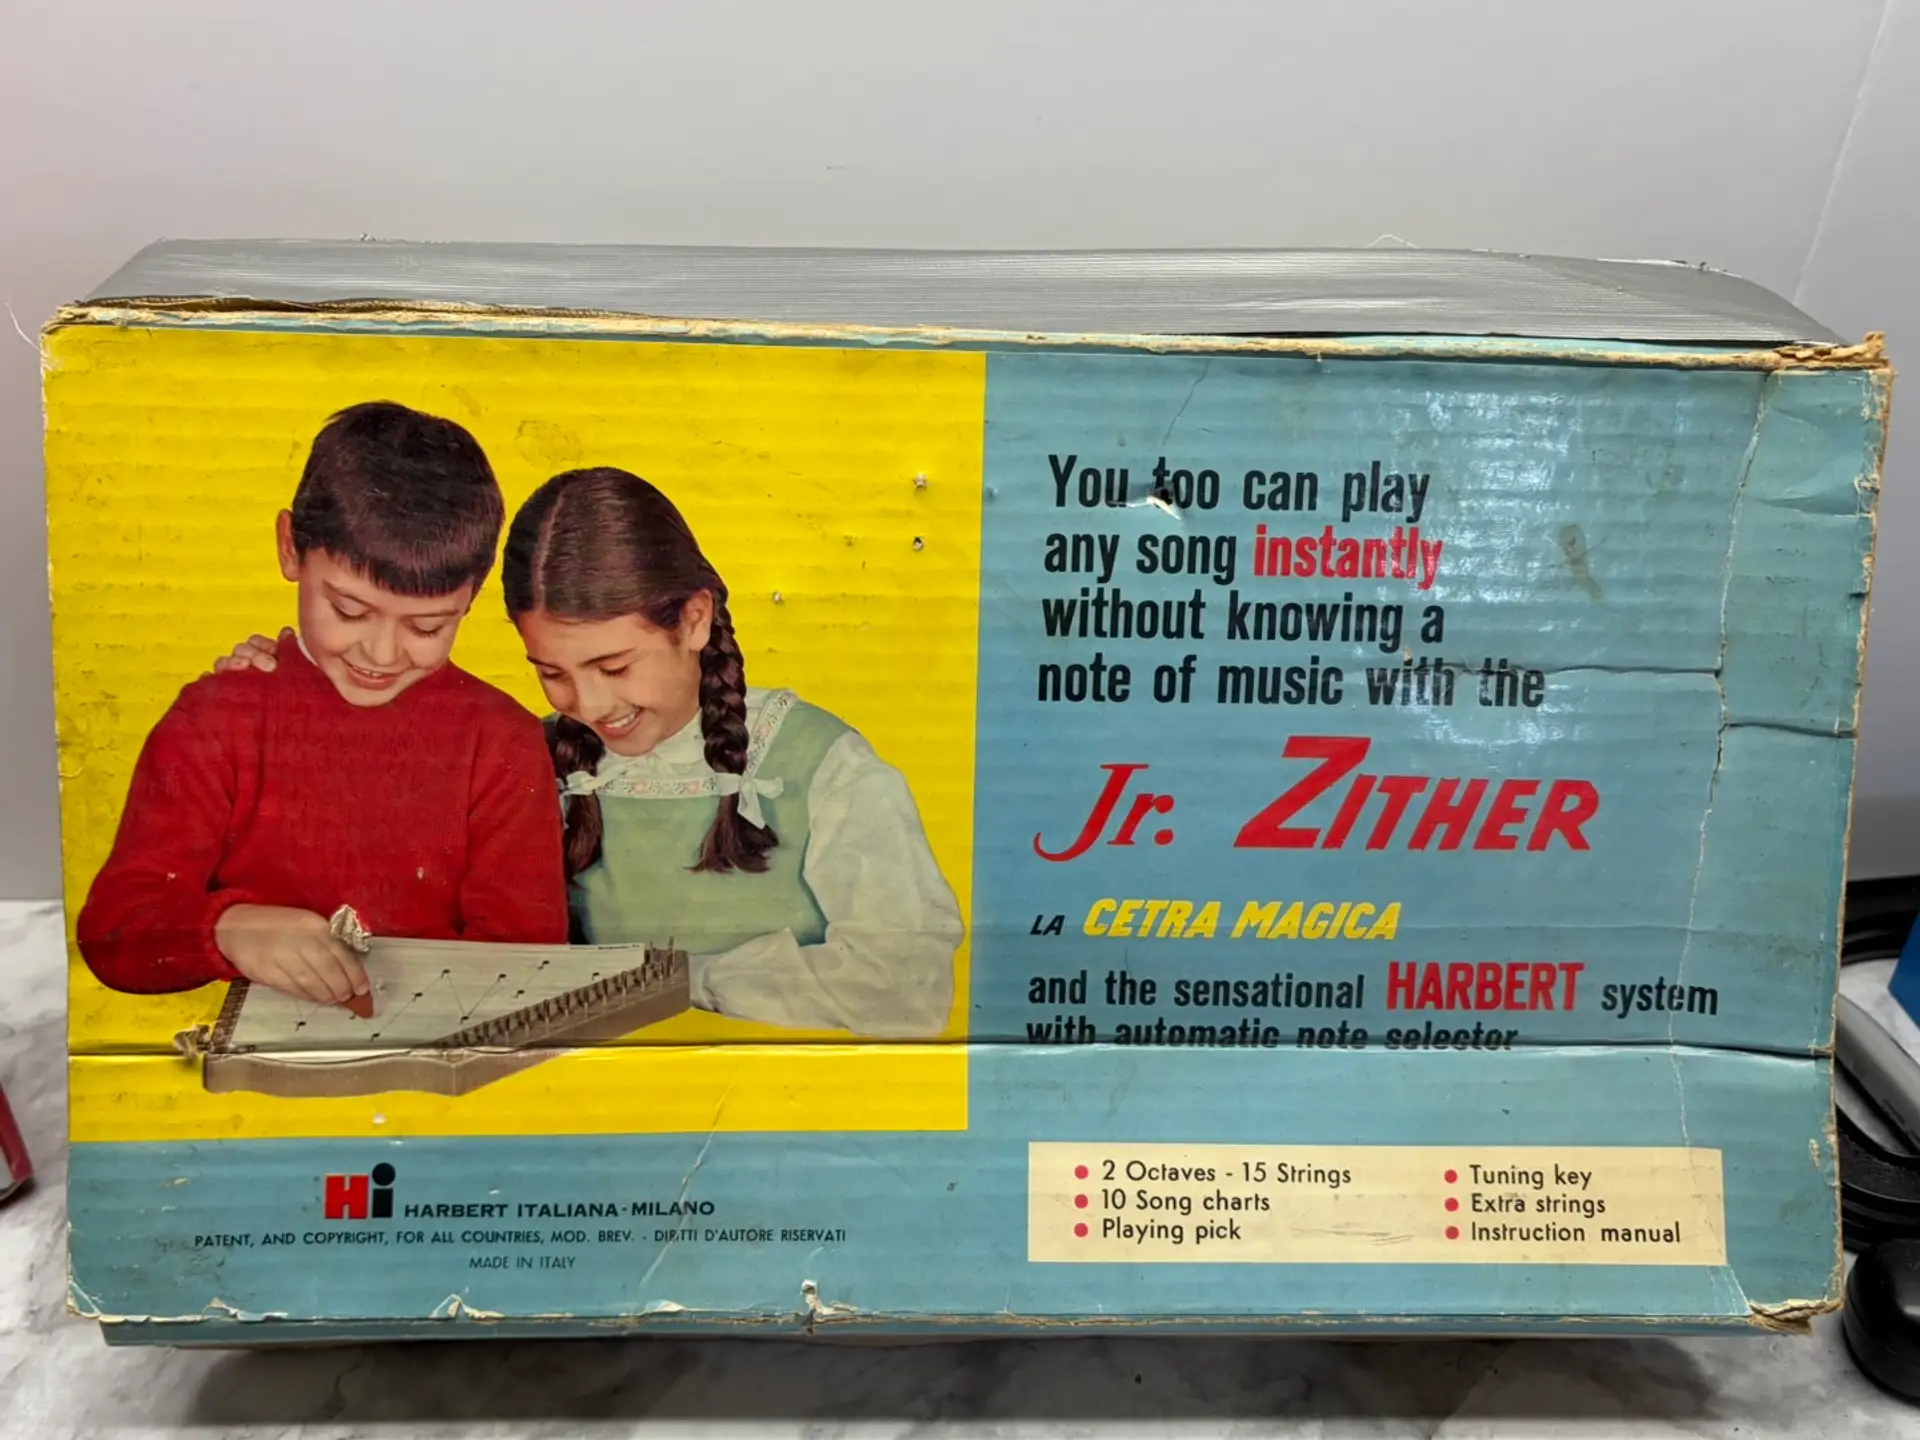 You too can play
any song instantly
without knowing a
note of music with the
Jr. ZITHER
LA CETRA MAGICA
and the sensational HARBERT system
with automatic note selector
Hi HARBERT ITALIANA-MILANO
PATENT, AND COPYRIGHT, FOR ALL COUNTRIES, MOD. BREV. - DIRITTI D'AUTORE RISERVATI
MADE IN ITALY
• 2 Octaves - 15 Strings
• 10 Song charts
• Playing pick
• Tuning key
• Extra strings
• Instruction manual